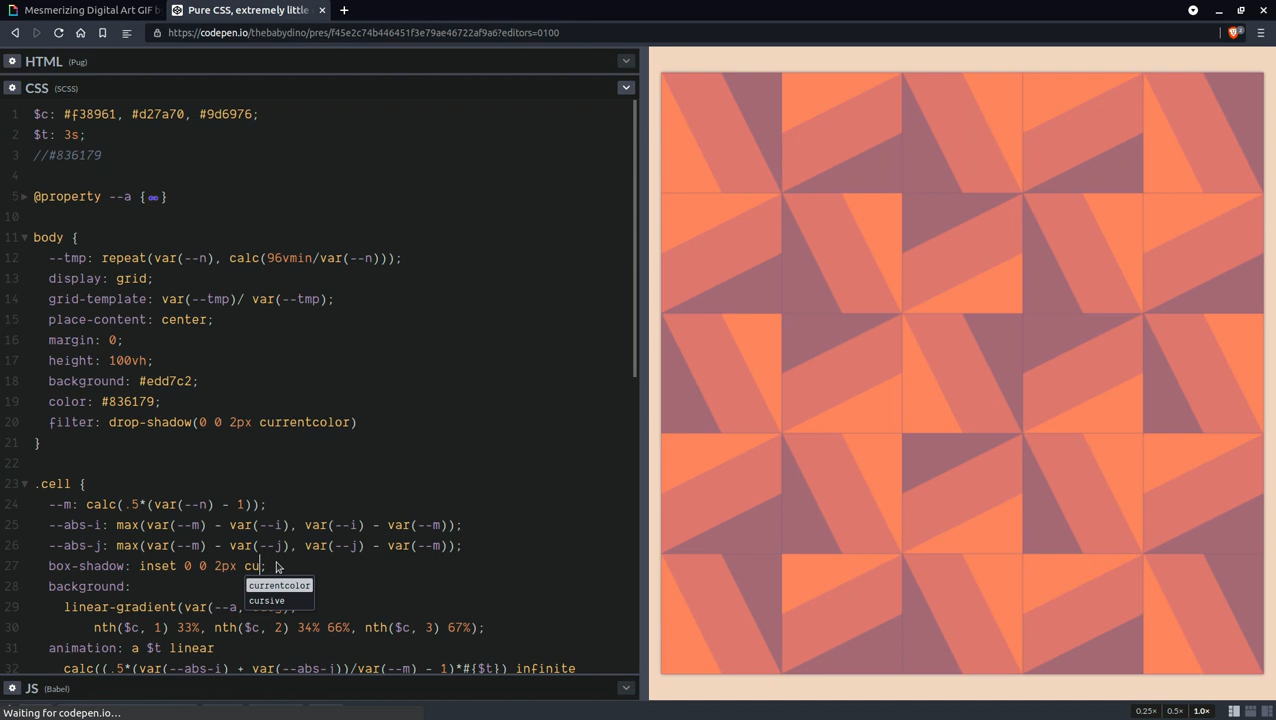 Mesmerizing Digital Art GIF b
Pure CSS, extremely little
https://codepen.io/thebabydino/pres/f45e2c74b446451f3e79ae46722af9a6?editors=0100
2
HTML (Pug)
CSS (SCSS)
1 $c: #f38961, #d27a70, #9d6976;
2 $t: 3s;
3 //#836179
4
5 @property --a {
10
11 body {
12 --tmp: repeat(var(--n), calc(96vmin/var(--n)));
13 display: grid;
14 grid-template: var(--tmp)/ var(--tmp);
15 place-content: center;
16 margin: 0;
17 height: 100vh;
18 background: #edd7c2;
19 color: #836179;
20 filter: drop-shadow(0 0 2px currentcolor)
21 }
22
23 .cell {
24 --m: calc(.5*(var(--n) - 1));
25 --abs-i: max(var(--m) - var(--i), var(--i) - var(--m));
26 --abs-j: max(var(--m) - var(--j), var(--j) - var(--m));
27 box-shadow: inset 0 0 2px cu;
currentcolor
cursive
28 background:
29 linear-gradient(var(--a,
30 nth($c, 1) 33%, nth($c, 2) 34% 66%, nth($c, 3) 67%);
31 animation: a $t linear
32 calc((.5*(var(--abs-i) + var(--abs-j))/var(--m) - 1)*#{$t}) infinite
JS (Babel)
Waiting for codepen.io…
0.25× 0.5× 1.0×